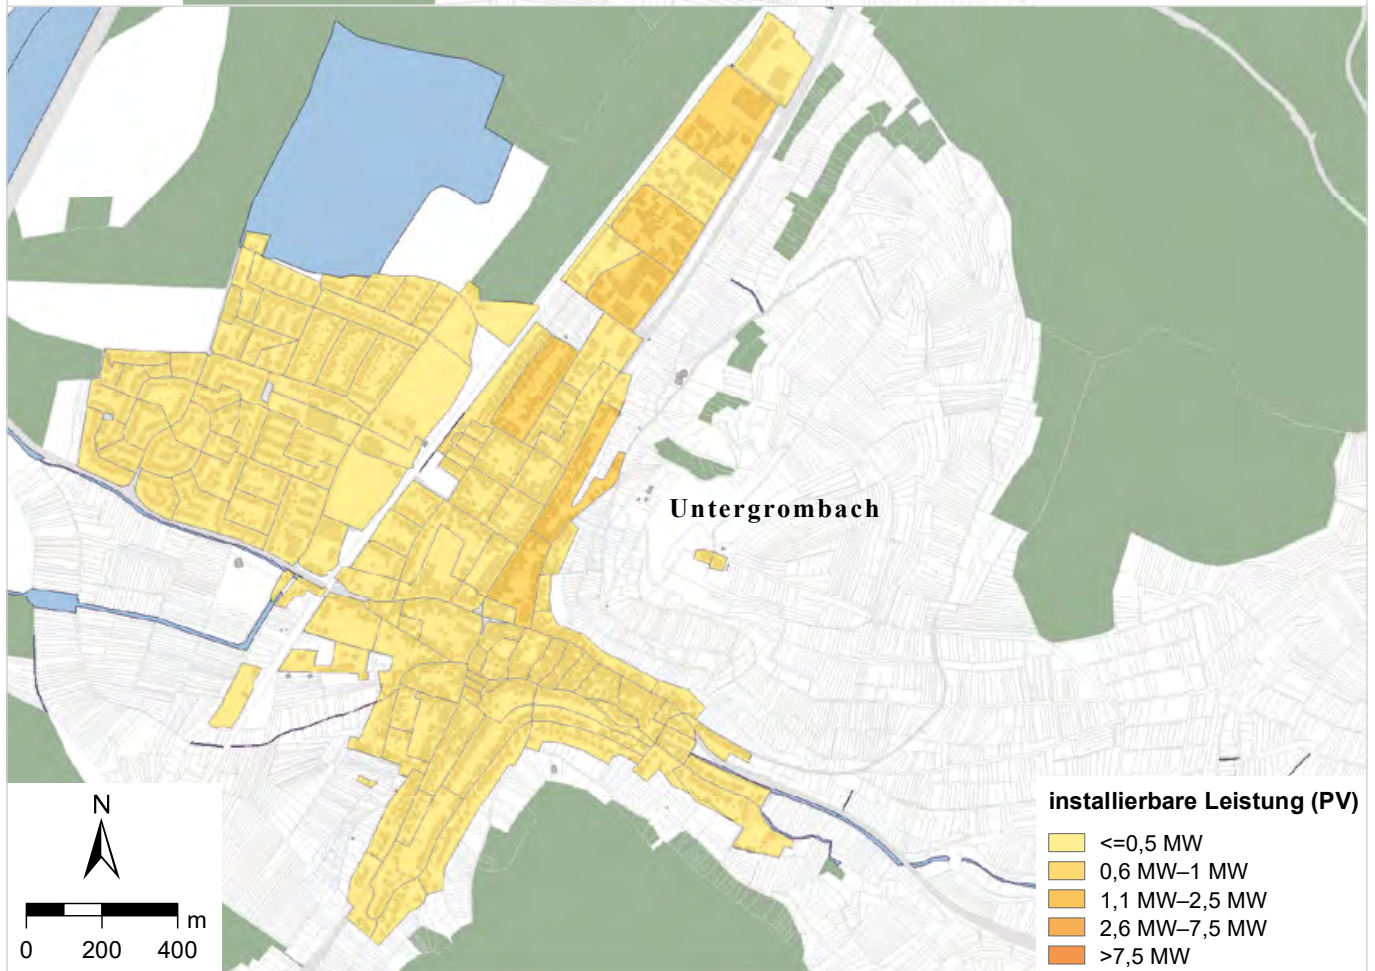 Untergrombach
N
m
0 200 400
installierbare Leistung (PV)
<=0,5 MW
0,6 MW–1 MW
1,1 MW–2,5 MW
2,6 MW–7,5 MW
>7,5 MW